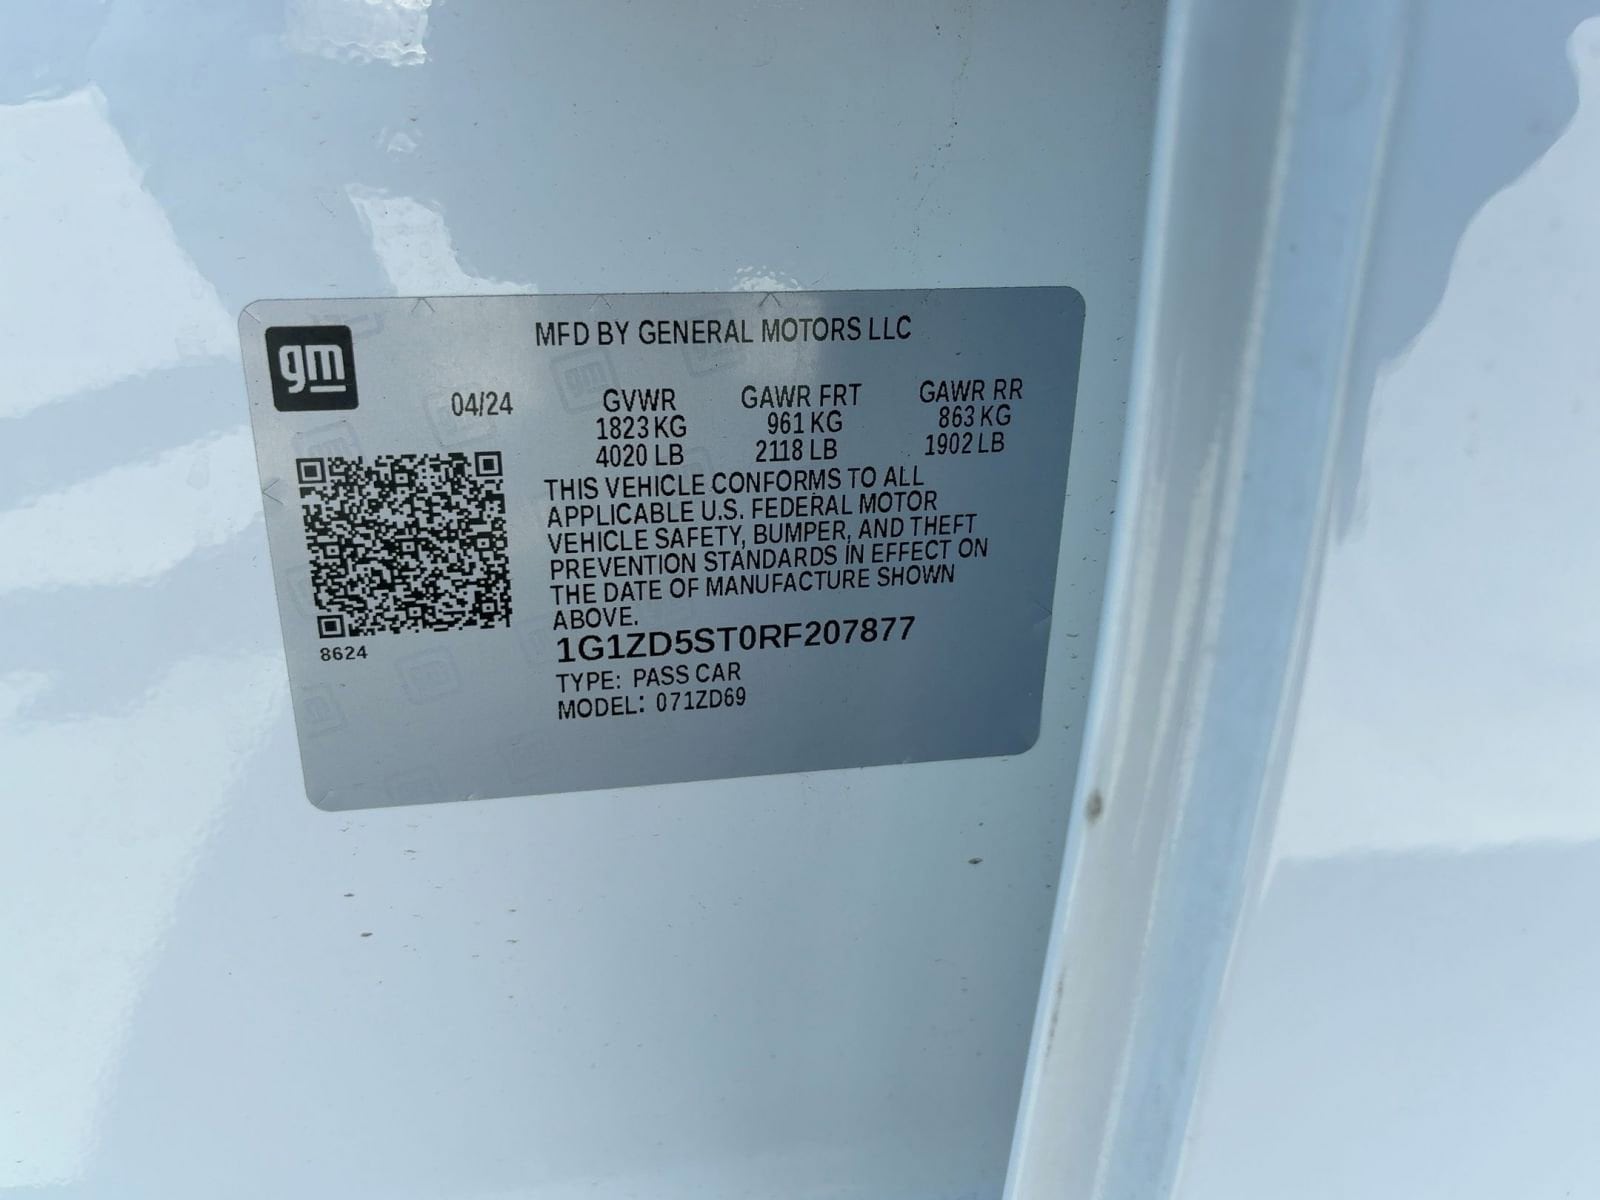 MFD BY GENERAL MOTORS LLC
gm
04/24 GVWR GAWR FRT GAWR RR
1823 KG 961 KG 863 KG
4020 LB 2118 LB 1902 LB
THIS VEHICLE CONFORMS TO ALL
APPLICABLE U.S. FEDERAL MOTOR
VEHICLE SAFETY, BUMPER, AND THEFT
PREVENTION STANDARDS IN EFFECT ON
THE DATE OF MANUFACTURE SHOWN
ABOVE.
8624
1G1ZD5ST0RF207877
TYPE: PASS CAR
MODEL: 071ZD69